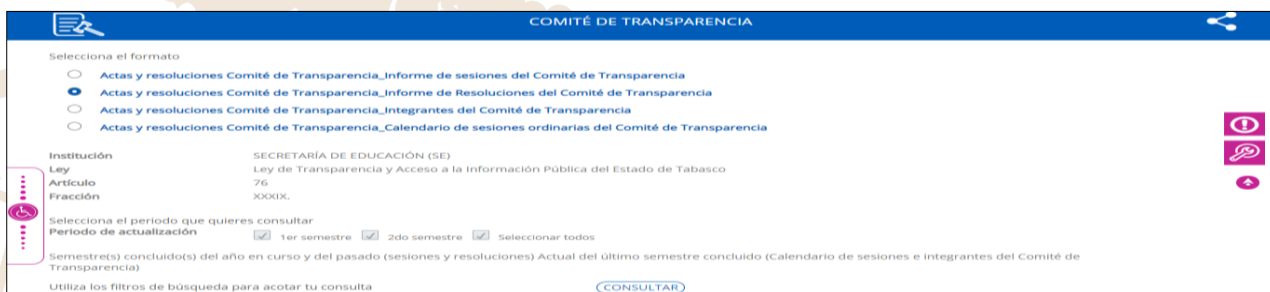 COMITÉ DE TRANSPARENCIA
Selecciona el formato
Actas y resoluciones Comité de Transparencia_Informe de sesiones del Comité de Transparencia
Actas y resoluciones Comité de Transparencia_Informe de Resoluciones del Comité de Transparencia
Actas y resoluciones Comité de Transparencia_Integrantes del Comité de Transparencia
Actas y resoluciones Comité de Transparencia_Calendario de sesiones ordinarias del Comité de Transparencia
Institución SECRETARÍA DE EDUCACIÓN (SE)
Ley Ley de Transparencia y Acceso a la Información Pública del Estado de Tabasco
Artículo 76
Fracción XXXIX.
Selecciona el periodo que quieres consultar
Periodo de actualización 1er semestre 2do semestre Seleccionar todos
Semestre(s) concluido(s) del año en curso y del pasado (sesiones y resoluciones) Actual del último semestre concluido (Calendario de sesiones e integrantes del Comité de
Transparencia)
Utiliza los filtros de búsqueda para acotar tu consulta CONSULTAR